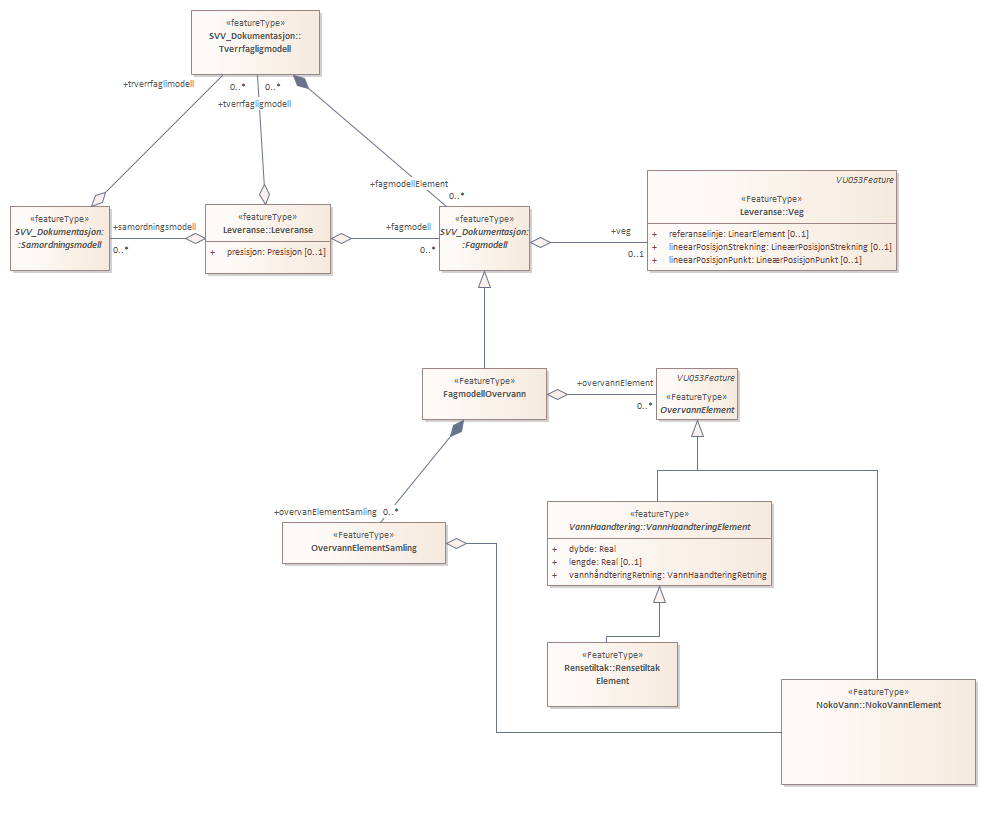 «featureType»
SVV_Dokumentasjon::
Tverrfagligmodell
+trverrfaglimodell
0..*
0..*
+tverrfagligmodell
+fagmodellElement
0..*
VU053Feature
«FeatureType»
Leveranse::Veg
+ referanselinje: LinearElement [0..1]
+ lineearPosisjonStrekning: LineærPosisjonStrekning [0..1]
+ lineearPosisjonPunkt: LineærPosisjonPunkt [0..1]
«featureType»
SVV_Dokumentasjon:
:Samordningsmodell
+samordningsmodell
0..*
«featureType»
Leveranse::Leveranse
+ presisjon: Presisjon [0..1]
+fagmodell
0..*
«featureType»
SVV_Dokumentasjon:
:Fagmodell
+veg
0..1
«FeatureType»
FagmodellOvervann
+overvannElement
0..*
VU053Feature
«FeatureType»
OvervannElement
+overvanElementSamling 0..*
«FeatureType»
OvervannElementSamling
«featureType»
VannHaandtering::VannHaandteringElement
+ dybde: Real
+ lengde: Real [0..1]
+ vannhåndteringRetning: VannHaandteringRetning
«FeatureType»
Rensetiltak::Rensetiltak
Element
«FeatureType»
NokoVann::NokoVannElement